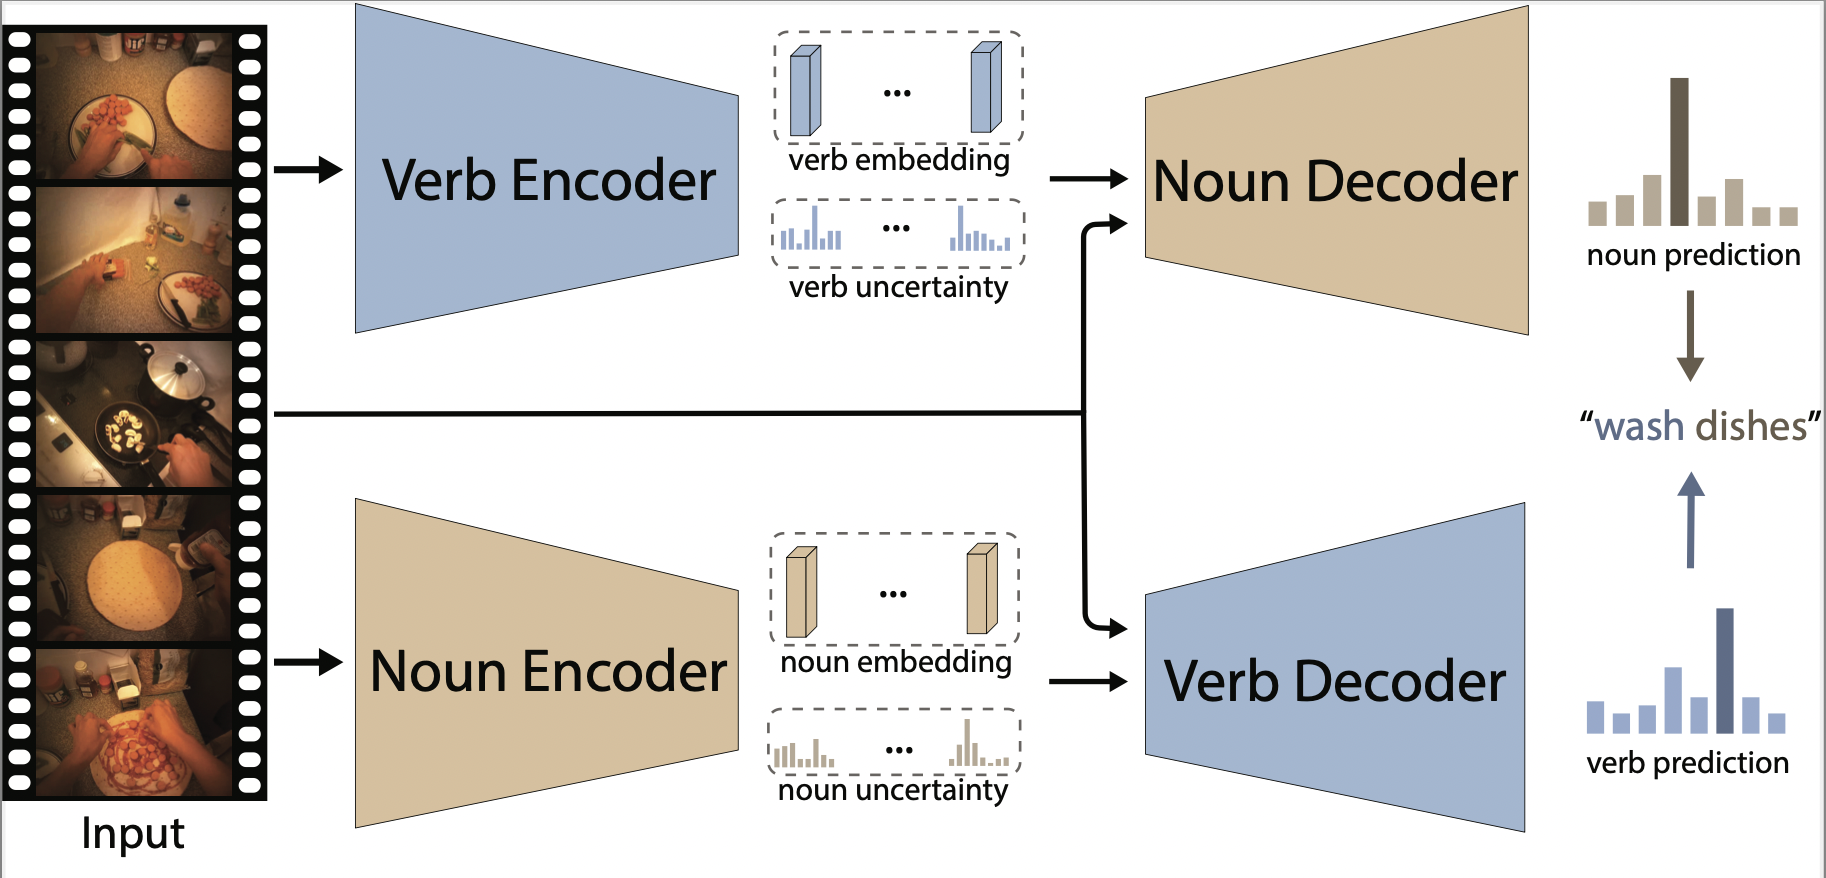 Verb Encoder
verb embedding
verb uncertainty
Noun Decoder
noun prediction
“wash dishes”
Noun Encoder
noun embedding
noun uncertainty
Verb Decoder
verb prediction
Input